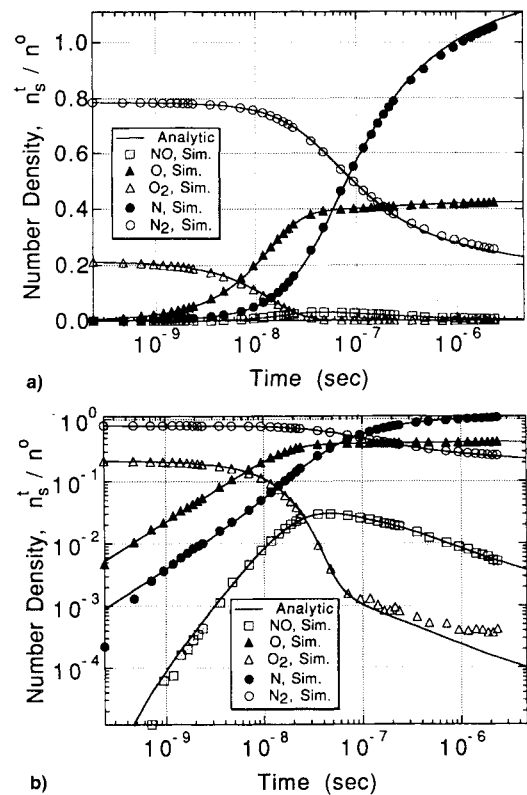 a)
Number Density, n_s^t / n^o
1.0
0.8
0.6
0.4
0.2
0.0
Analytic
NO, Sim.
O, Sim.
O₂, Sim.
N, Sim.
N₂, Sim.
10⁻⁹ 10⁻⁸ 10⁻⁷ 10⁻⁶
Time (sec)
b)
Number Density, n_s^t / n^o
10⁰
10⁻¹
10⁻²
10⁻³
10⁻⁴
Analytic
NO, Sim.
O, Sim.
O₂, Sim.
N, Sim.
N₂, Sim.
10⁻⁹ 10⁻⁸ 10⁻⁷ 10⁻⁶
Time (sec)